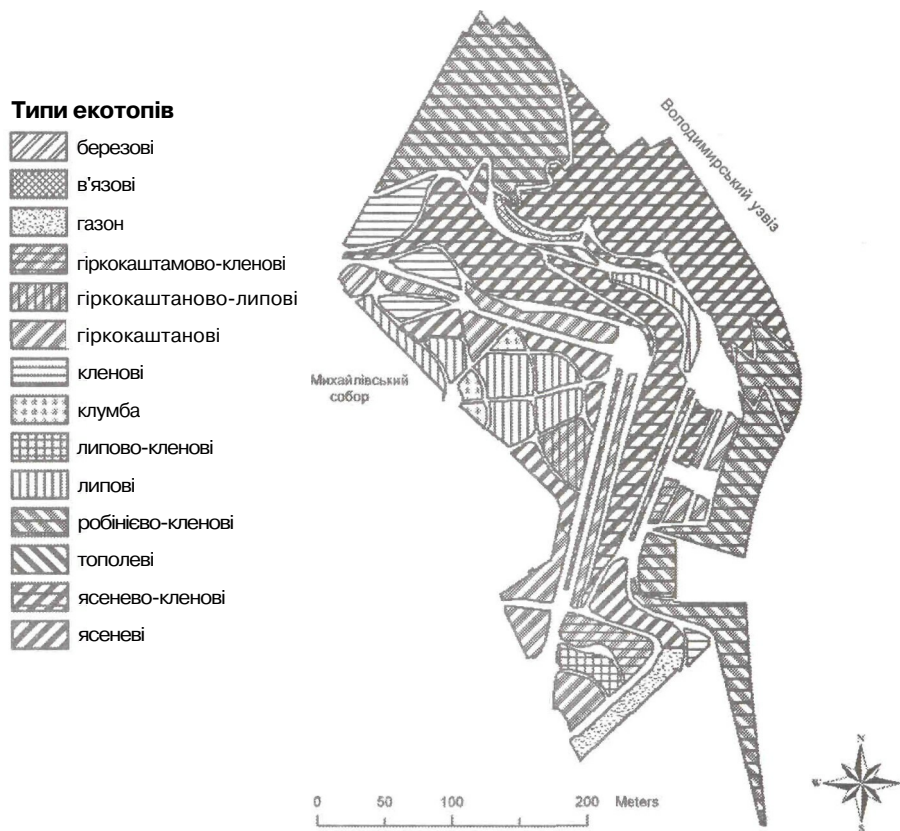 Типи екотопів
березові
в'язові
газон
гіркокаштамово-кленові
гіркокаштаново-липові
гіркокаштанові
кленові
клумба
липово-кленові
липові
робінієво-кленові
тополеві
ясенево-кленові
ясеневі
Володимирський узвіз
Михайлівський
собор
0 50 100 200 Meters
N
W
S